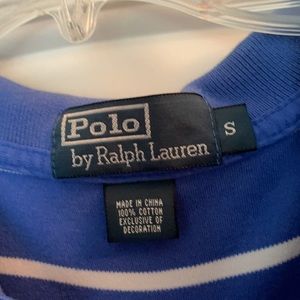 Polo
by Ralph Lauren
S
MADE IN CHINA
100% COTTON
EXCLUSIVE OF
DECORATION